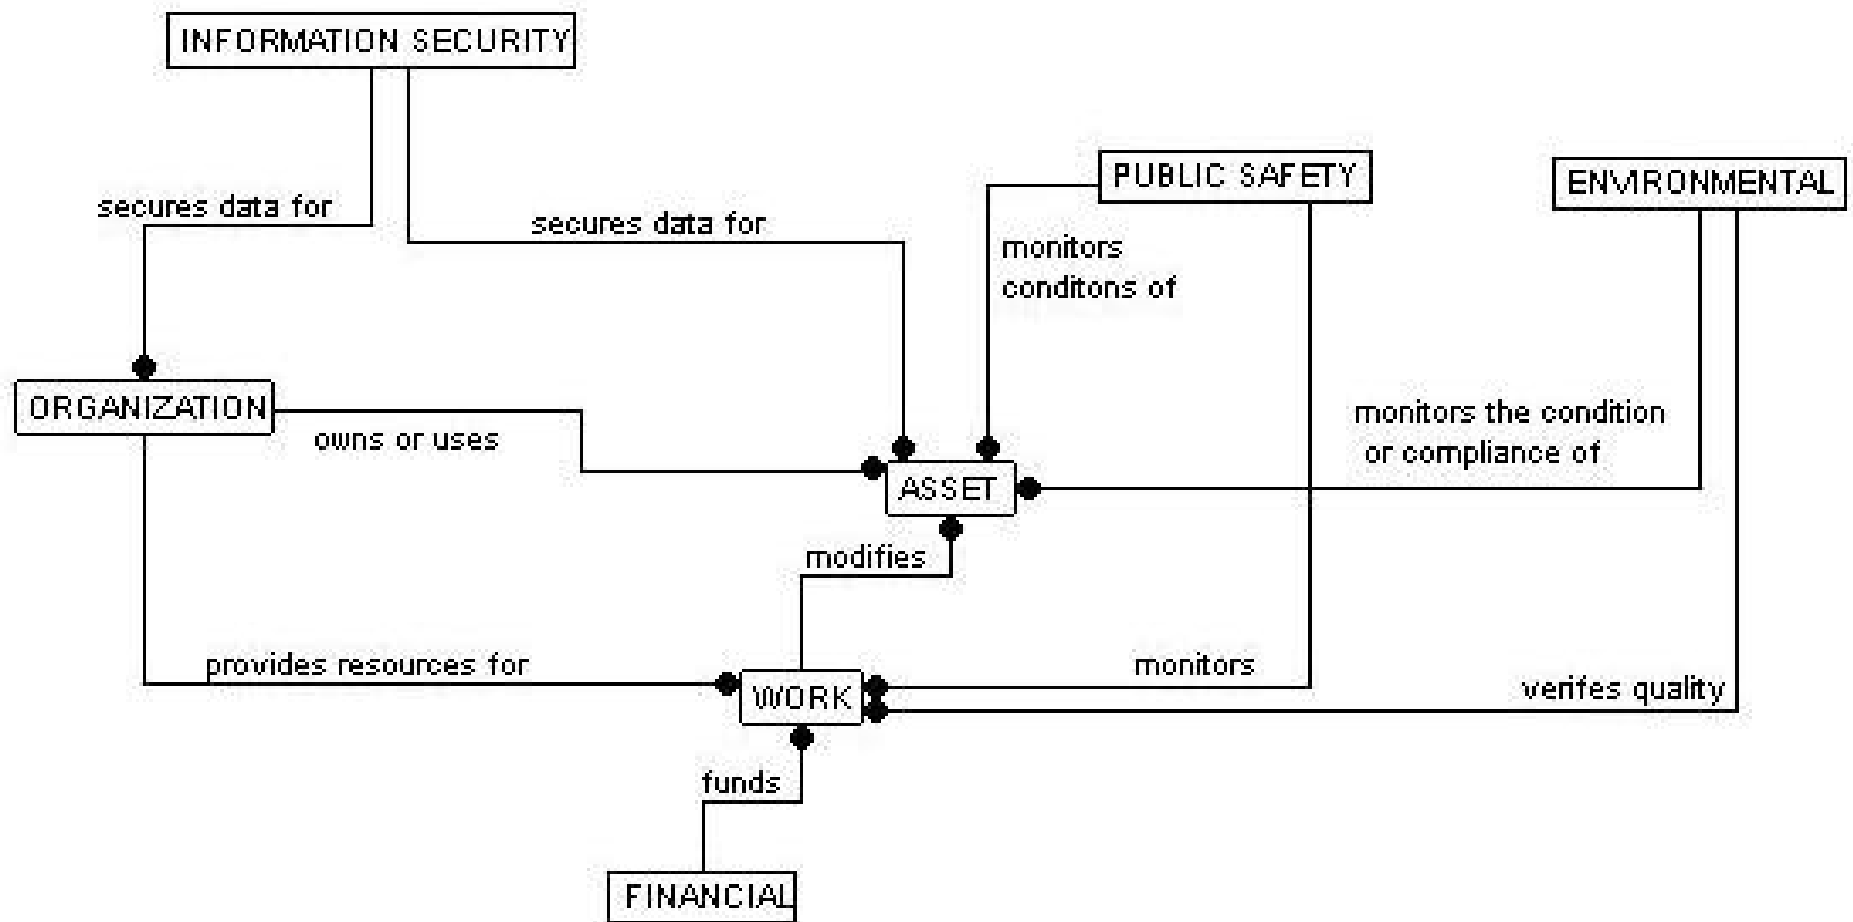 INFORMATION SECURITY
PUBLIC SAFETY
ENVIRONMENTAL
secures data for
secures data for
monitors
conditons of
ORGANIZATION
owns or uses
monitors the condition
or compliance of
ASSET
modifies
provides resources for
monitors
WORK
verifes quality
funds
FINANCIAL